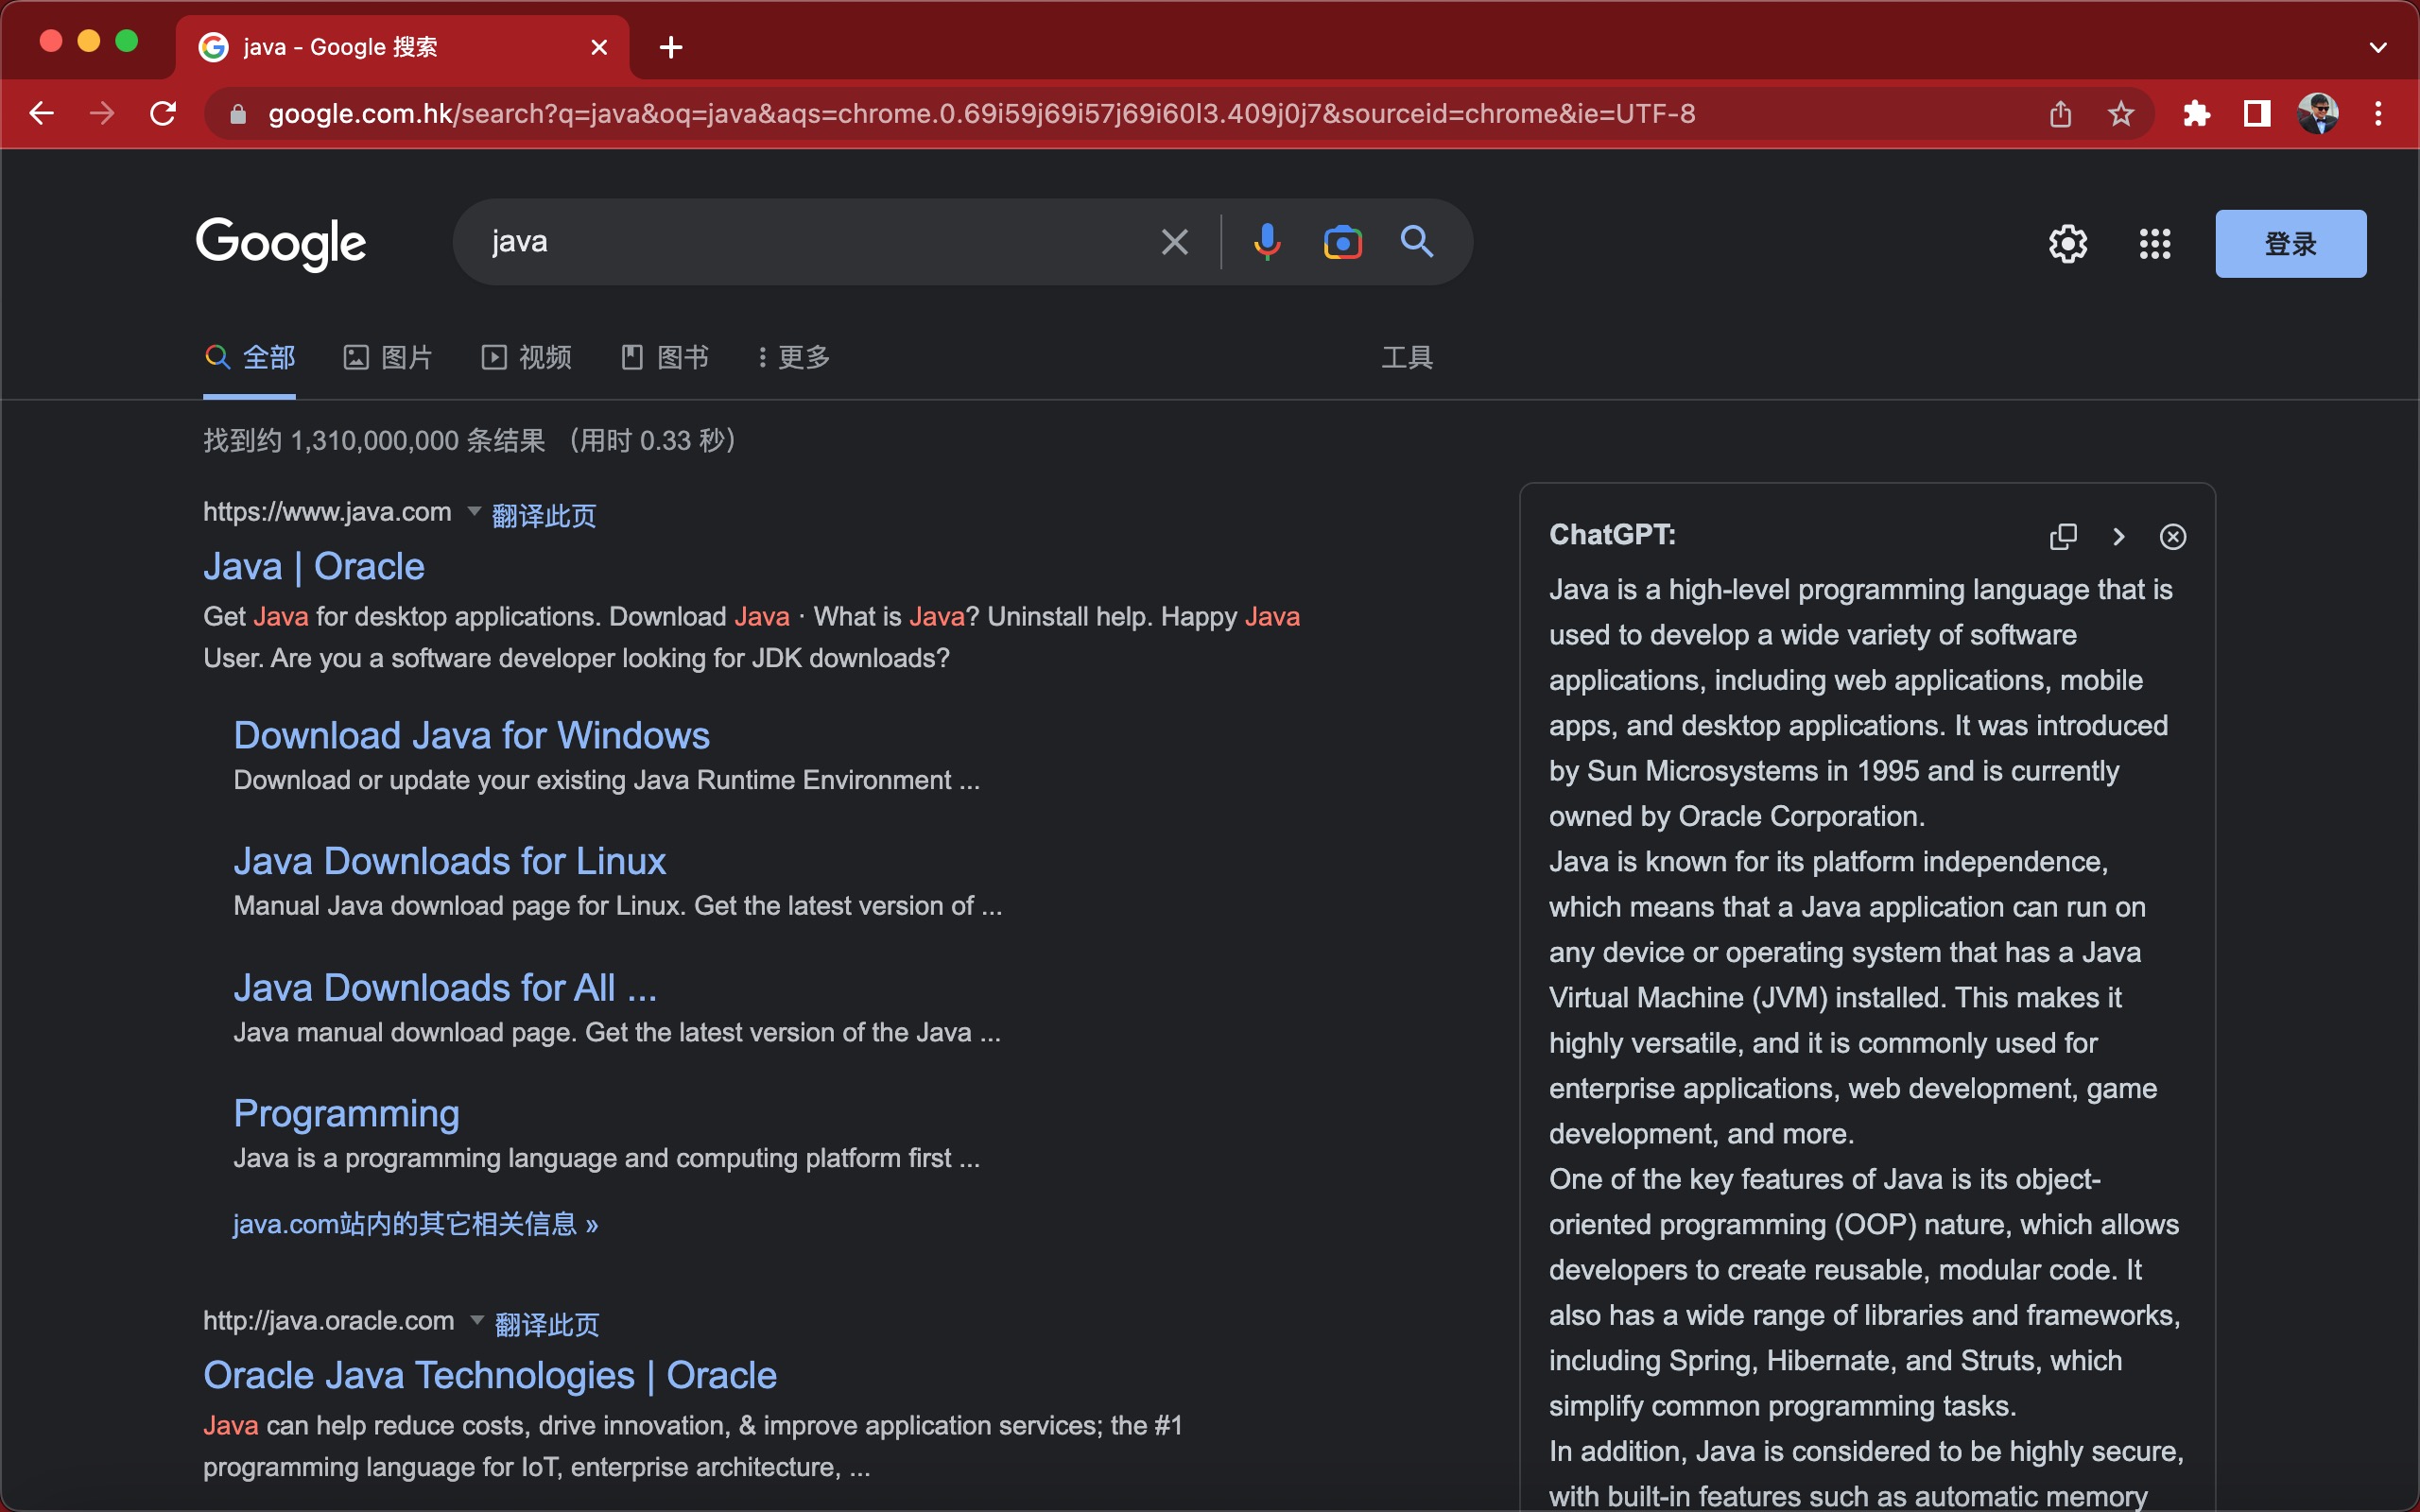 java - Google 搜索
google.com.hk/search?q=java&oq=java&aqs=chrome.0.69i59j69i57j69i60l3.409j0j7&sourceid=chrome&ie=UTF-8
Google
java
登录
全部
图片
视频
图书
更多
工具
找到约 1,310,000,000 条结果 （用时 0.33 秒）
https://www.java.com 翻译此页
Java | Oracle
Get Java for desktop applications. Download Java · What is Java? Uninstall help. Happy Java
User. Are you a software developer looking for JDK downloads?
Download Java for Windows
Download or update your existing Java Runtime Environment ...
Java Downloads for Linux
Manual Java download page for Linux. Get the latest version of ...
Java Downloads for All ...
Java manual download page. Get the latest version of the Java ...
Programming
Java is a programming language and computing platform first ...
java.com站内的其它相关信息 »
http://java.oracle.com 翻译此页
Oracle Java Technologies | Oracle
Java can help reduce costs, drive innovation, & improve application services; the #1
programming language for IoT, enterprise architecture, ...
ChatGPT:
Java is a high-level programming language that is
used to develop a wide variety of software
applications, including web applications, mobile
apps, and desktop applications. It was introduced
by Sun Microsystems in 1995 and is currently
owned by Oracle Corporation.
Java is known for its platform independence,
which means that a Java application can run on
any device or operating system that has a Java
Virtual Machine (JVM) installed. This makes it
highly versatile, and it is commonly used for
enterprise applications, web development, game
development, and more.
One of the key features of Java is its object-
oriented programming (OOP) nature, which allows
developers to create reusable, modular code. It
also has a wide range of libraries and frameworks,
including Spring, Hibernate, and Struts, which
simplify common programming tasks.
In addition, Java is considered to be highly secure,
with built-in features such as automatic memory